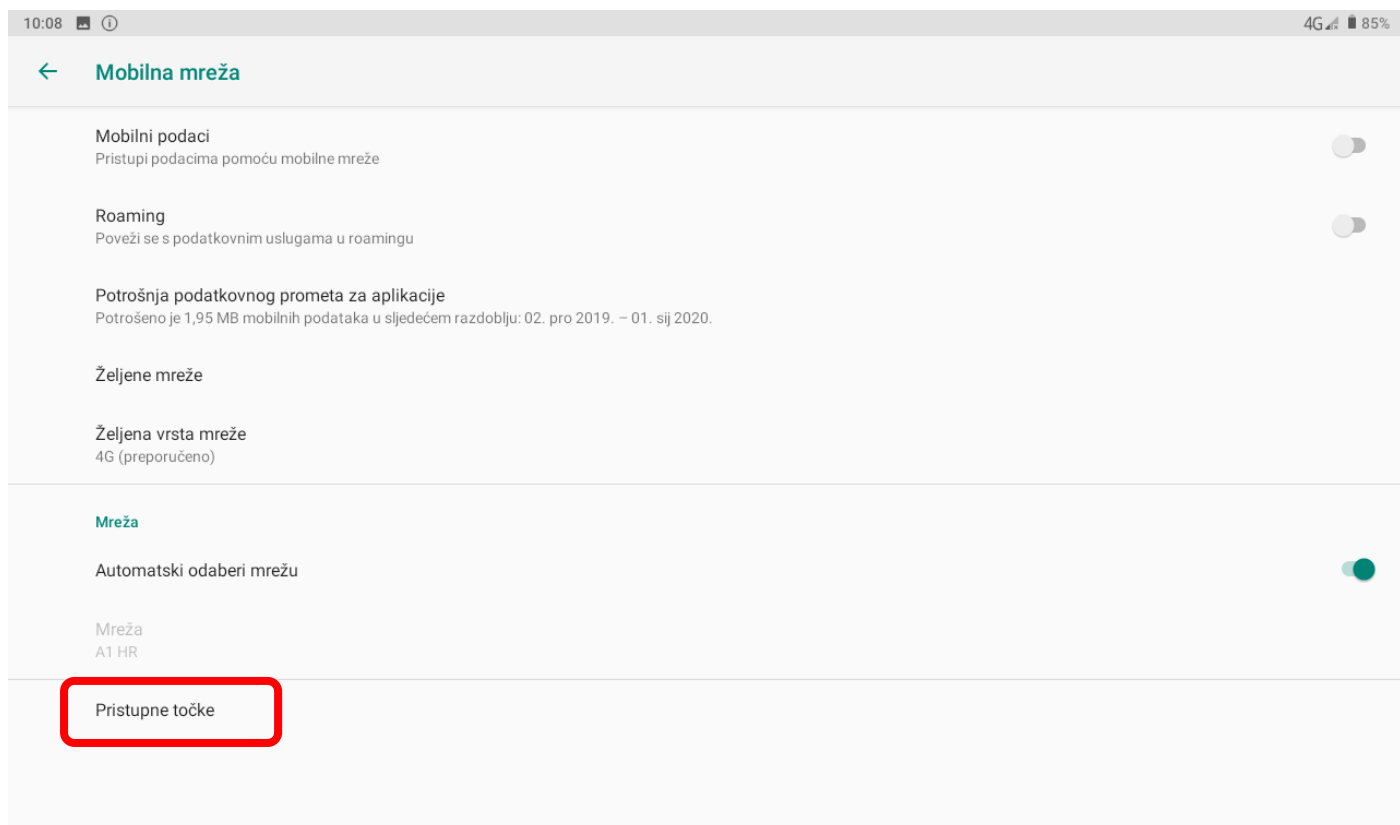 10:08 4G 85%
Mobilna mreža
Mobilni podaci
Pristupi podacima pomoću mobilne mreže
Roaming
Poveži se s podatkovnim uslugama u roamingu
Potrošnja podatkovnog prometa za aplikacije
Potrošeno je 1,95 MB mobilnih podataka u sljedećem razdoblju: 02. pro 2019. – 01. sij 2020.
Željene mreže
Željena vrsta mreže
4G (preporučeno)
Mreža
Automatski odaberi mrežu
Mreža
A1 HR
Pristupne točke